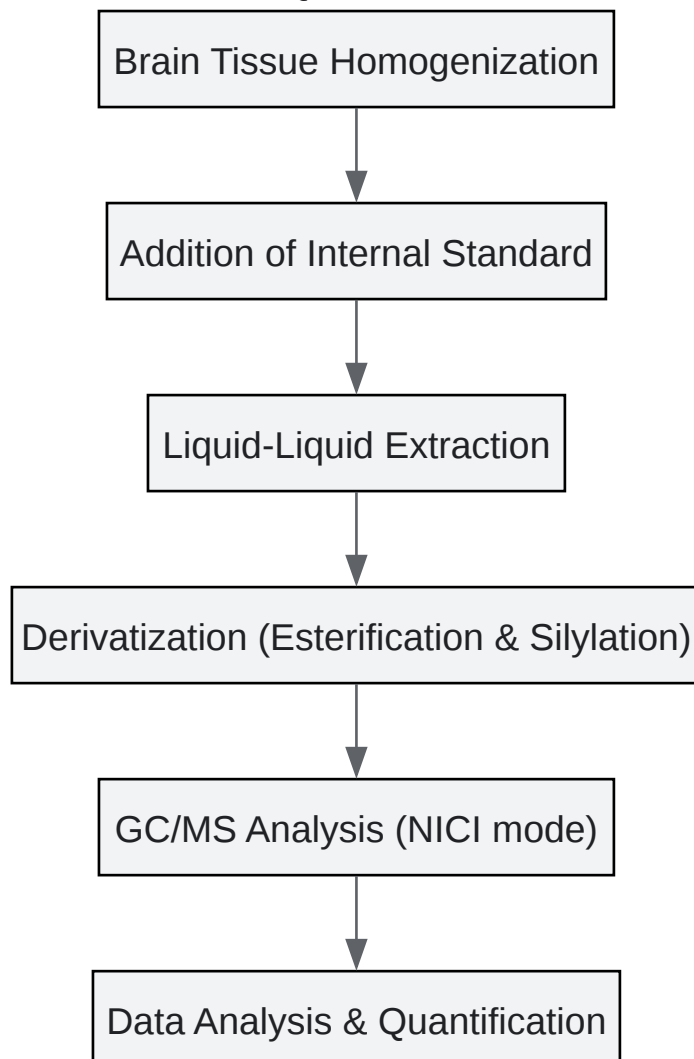 Brain Tissue Homogenization
Addition of Internal Standard
Liquid-Liquid Extraction
Derivatization (Esterification & Silylation)
GC/MS Analysis (NICI mode)
Data Analysis & Quantification